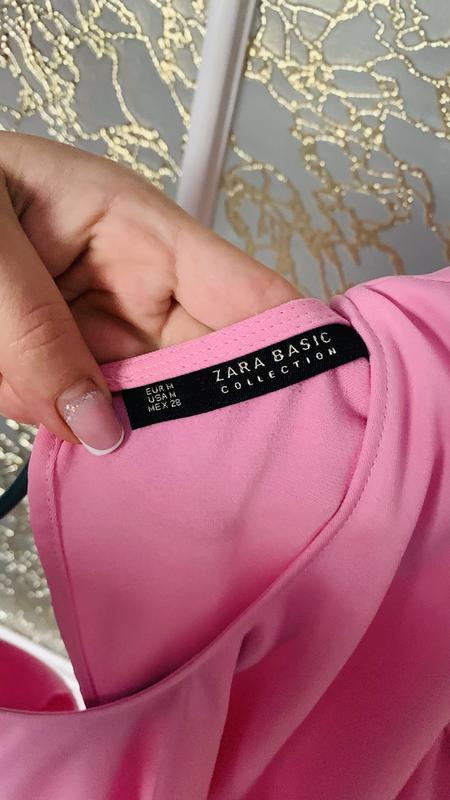 EUR M
USA M
MEX 28
ZARA BASIC
COLLECTION